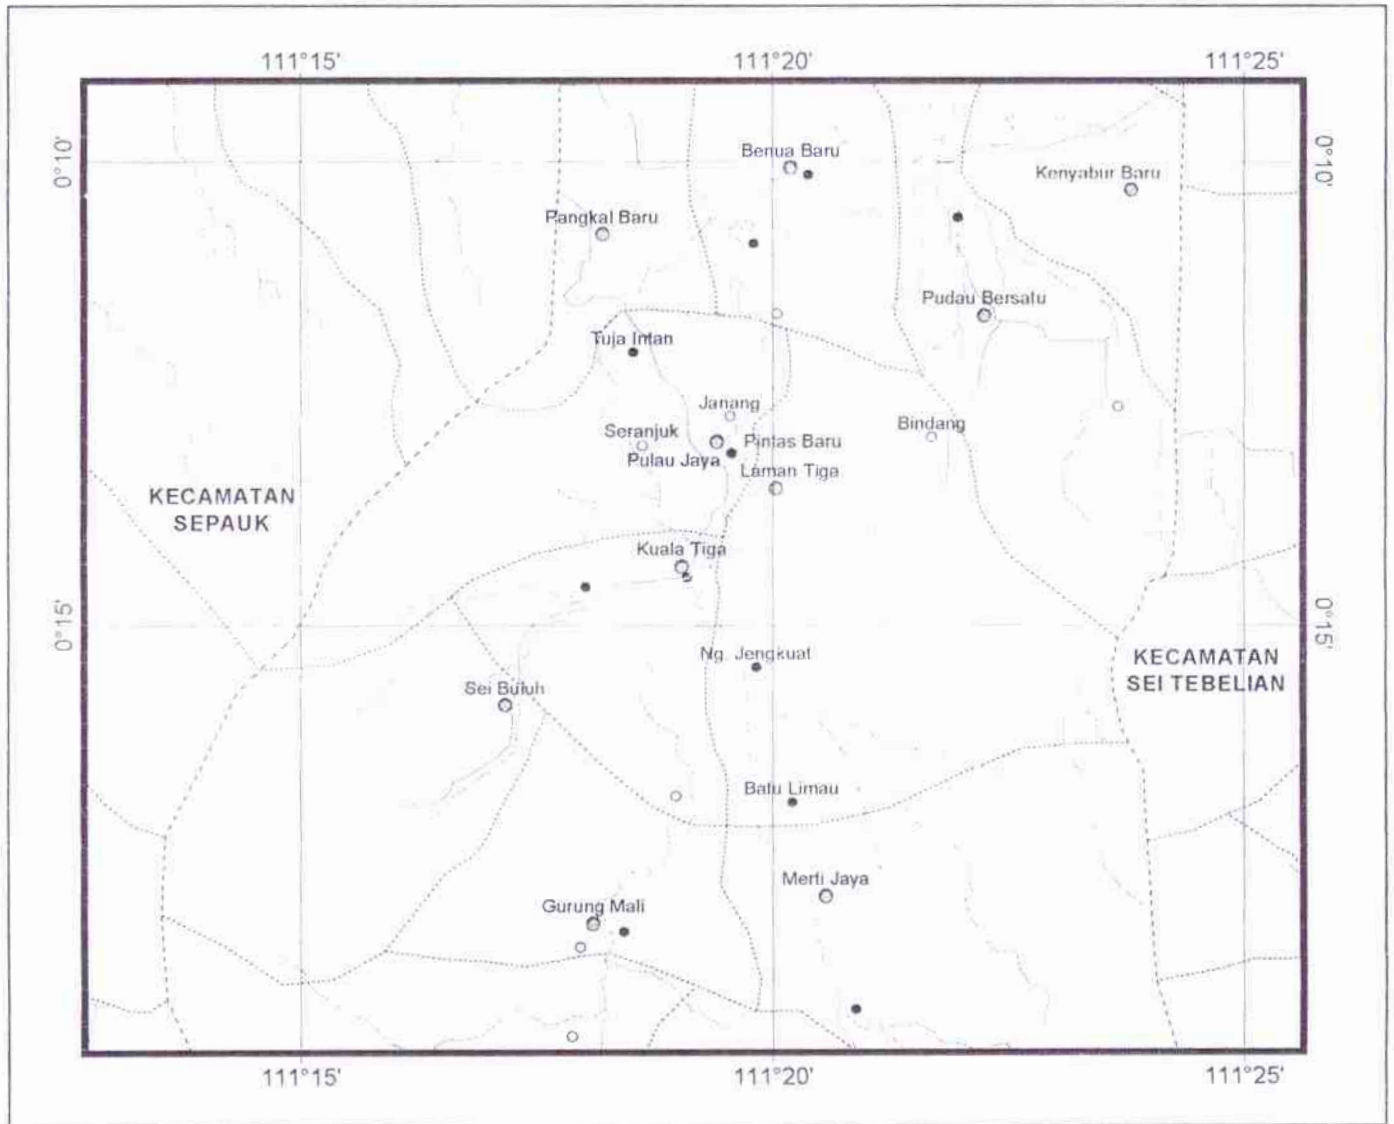 111°15'
111°20'
111°25'
0°10'
0°10'
Benua Baru
Kenyabur Baru
Pangkal Baru
Pudau Bersatu
Tuja Intan
Janang
Bindang
Seranjuk
Pintas Baru
Pulau Jaya
Laman Tiga
KECAMATAN
SEPAUK
Kuala Tiga
0°15'
0°15'
Ng. Jengkuat
KECAMATAN
SEI TEBELIAN
Sei Buluh
Batu Limau
Merti Jaya
Gurung Mali
111°15'
111°20'
111°25'